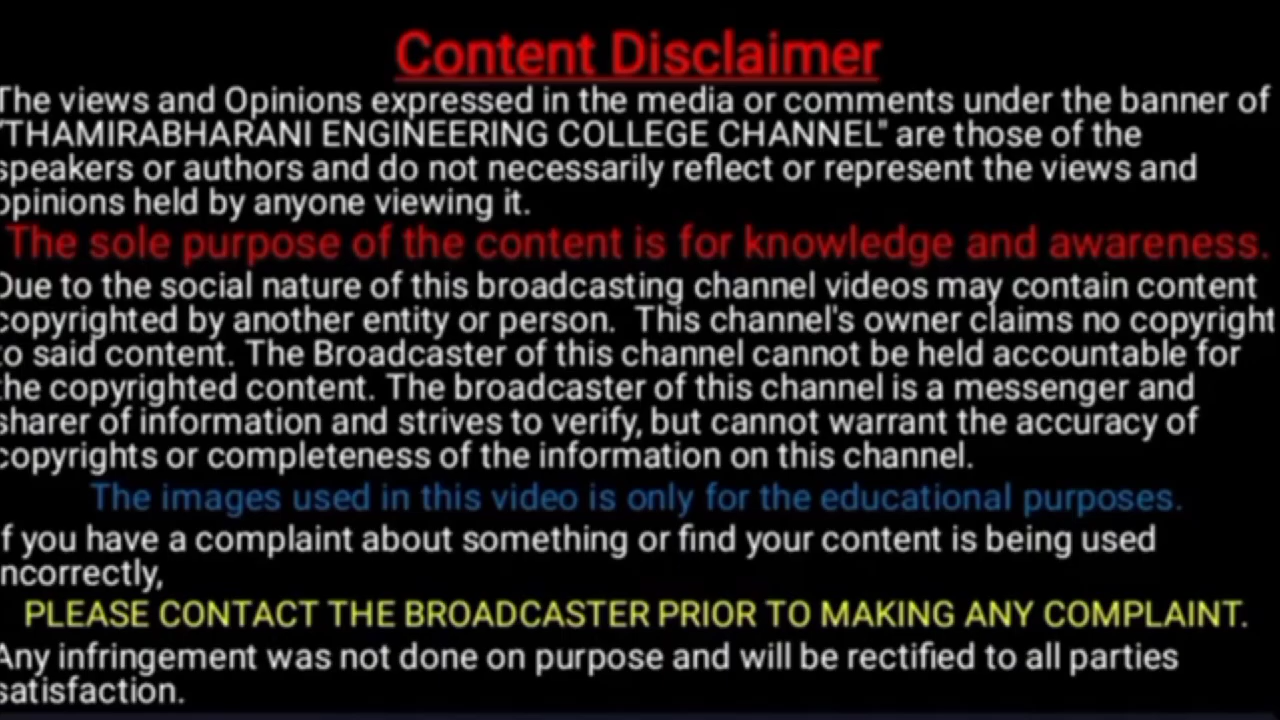 Content Disclaimer
The views and Opinions expressed in the media or comments under the banner of
"THAMIRABHARANI ENGINEERING COLLEGE CHANNEL" are those of the
speakers or authors and do not necessarily reflect or represent the views and
opinions held by anyone viewing it.
The sole purpose of the content is for knowledge and awareness.
Due to the social nature of this broadcasting channel videos may contain content
copyrighted by another entity or person. This channel's owner claims no copyright
to said content. The Broadcaster of this channel cannot be held accountable for
the copyrighted content. The broadcaster of this channel is a messenger and
sharer of information and strives to verify, but cannot warrant the accuracy of
copyrights or completeness of the information on this channel.
The images used in this video is only for the educational purposes.
If you have a complaint about something or find your content is being used
incorrectly,
PLEASE CONTACT THE BROADCASTER PRIOR TO MAKING ANY COMPLAINT.
Any infringement was not done on purpose and will be rectified to all parties
satisfaction.